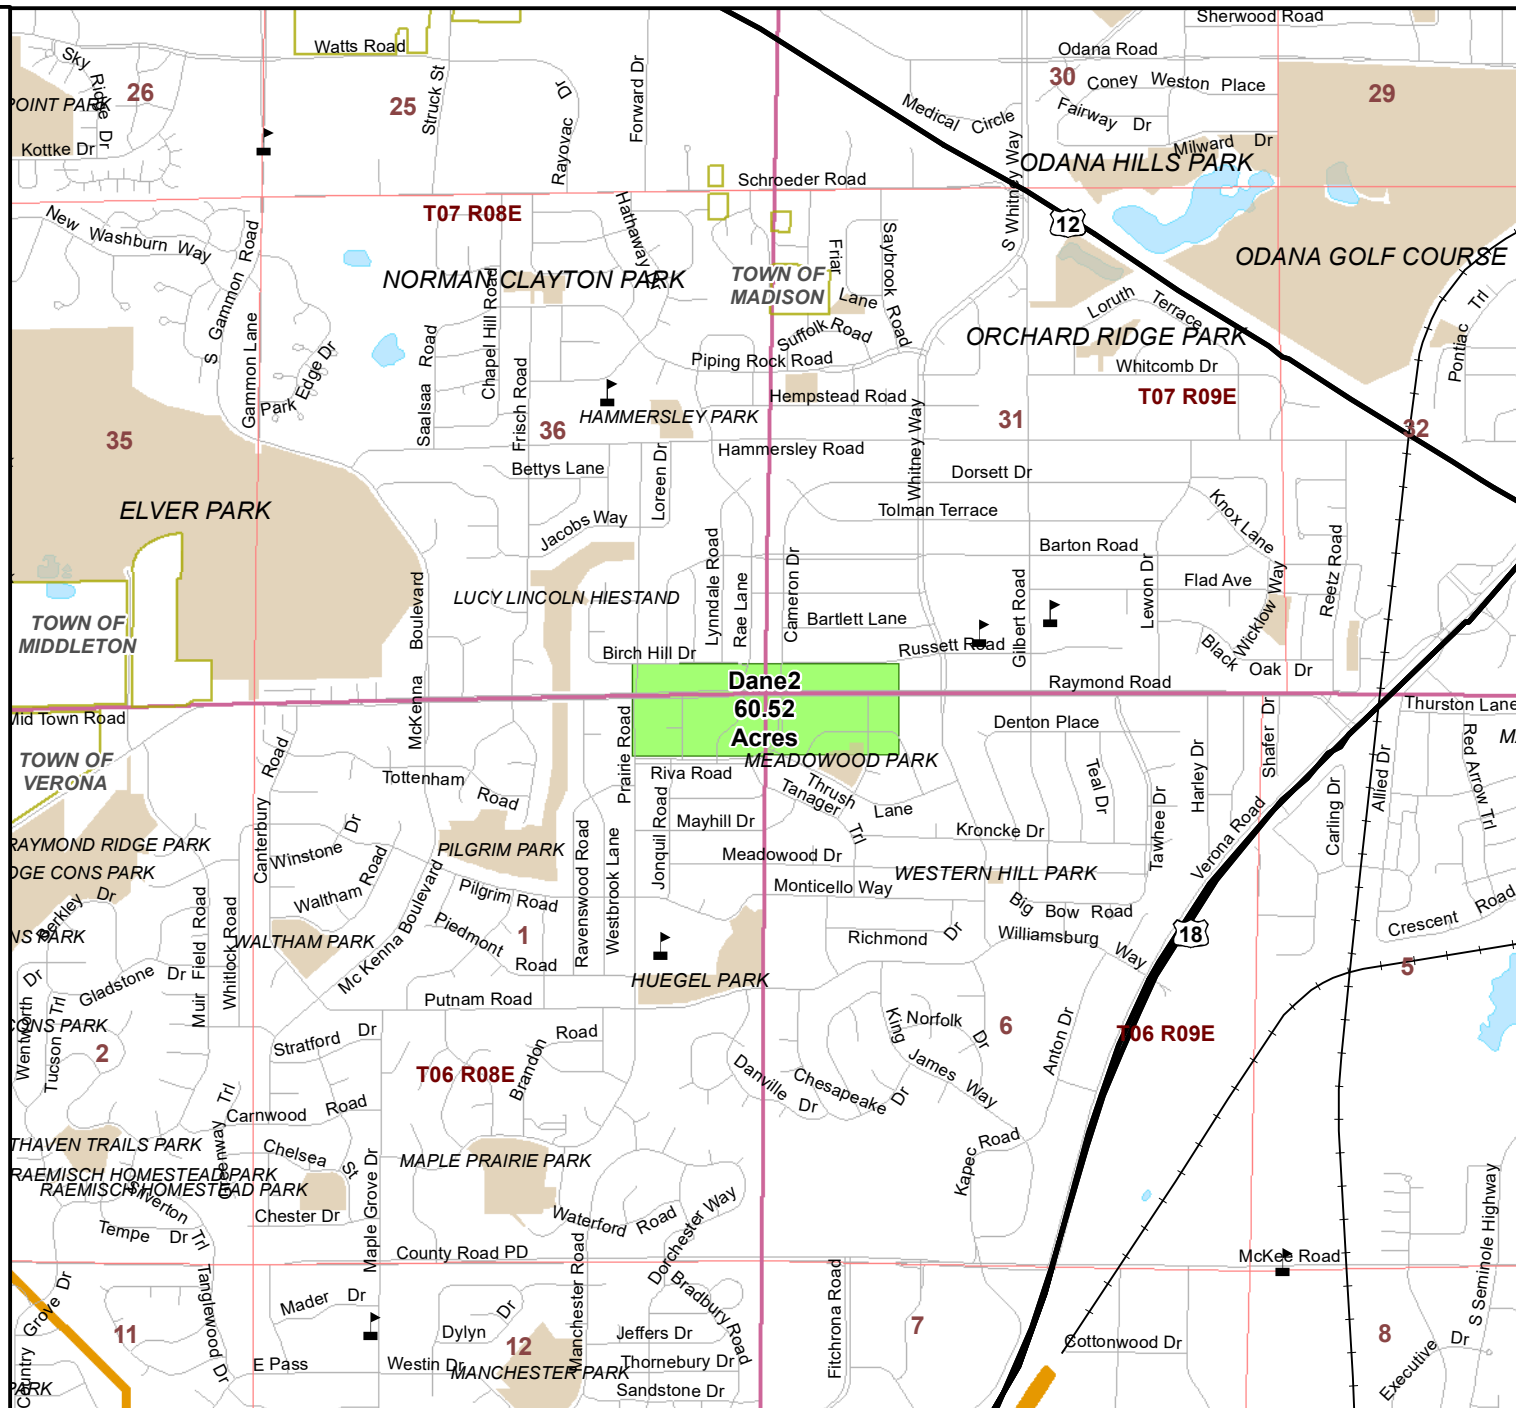 Sherwood Road
Watts Road
Odana Road
Sky Ridge Dr
26
25
30
29
Coney Weston Place
POINT PARK
Struck St
Rayovac Dr
Forward Dr
Medical Circle
Fairway Dr
Milward Dr
Kottke Dr
ODANA HILLS PARK
Schroeder Road
S Whitney Way
T07 R08E
New Washburn Way
Hathaway Dr
12
S Gammon Road
Friar Lane
Saybrook Road
ODANA GOLF COURSE
NORMAN CLAYTON PARK
TOWN OF
MADISON
Loruth Terrace
Pontiac Trl
Suffolk Road
ORCHARD RIDGE PARK
Gammon Lane
Park Edge Dr
Saalsaa Road
Chapel Hill Road
Frisch Road
Piping Rock Road
Whitcomb Dr
Hempstead Road
T07 R09E
HAMMERSLEY PARK
35
36
31
32
Hammersley Road
Whitney Way
Bettys Lane
Loreen Dr
Dorsett Dr
ELVER PARK
Jacobs Way
Tolman Terrace
Knox Lane
Barton Road
Reetz Road
Lynndale Road
Rae Lane
Cameron Dr
Flad Ave
Lewon Dr
Gilbert Road
McKenna Boulevard
LUCY LINCOLN HIESTAND
Bartlett Lane
Wicklow Way
TOWN OF
MIDDLETON
Birch Hill Dr
Russett Road
Black Oak Dr
Dane2
60.52
Acres
Raymond Road
Thurston Lane
Mid Town Road
Prairie Road
Denton Place
Shafer Dr
Harley Dr
Red Arrow Trl
TOWN OF
VERONA
Canterbury Road
Tottenham Road
Riva Road
MEADOWOOD PARK
Thrush Lane
Tanager Trl
Teal Dr
Tawhee Dr
Allied Dr
Carling Dr
Verona Road
Jonquil Road
Mayhill Dr
Kroncke Dr
RAYMOND RIDGE PARK
Winstone Dr
PILGRIM PARK
Meadowood Dr
DGE CONS PARK
Waltham Road
Mc Kenna Boulevard
Pilgrim Road
Ravenswood Road
Westbrook Lane
Monticello Way
WESTERN HILL PARK
Berkley Dr
Muir Field Road
Whitlock Road
Big Bow Road
Crescent Road
NS PARK
WALTHAM PARK
Piedmont Road
1
Richmond Dr
Williamsburg Way
18
5
Wentworth Dr
Gladstone Dr
HUEGEL PARK
Tucson Trl
Putnam Road
CONS PARK
2
Stratford Dr
Brandon Road
King James Way
Norfolk Dr
6
Anton Dr
T06 R09E
T06 R08E
Danville Dr
Chesapeake Dr
Greenway Trl
Carnwood Road
Kapec Road
THAVEN TRAILS PARK
Chelsea St
MAPLE PRAIRIE PARK
RAEMISCH HOMESTEAD PARK
RAEMISCH HOMESTEAD PARK
Silverton Trl
Maple Grove Dr
S Seminole Highway
Chester Dr
Waterford Road
Dorchester Way
Tempe Dr
County Road PD
McKee Road
Country Grove Dr
Tanglewood Dr
Manchester Road
Bradbury Road
Fitchrona Road
Mader Dr
11
Dylyn Dr
12
Jeffers Dr
7
8
Cottonwood Dr
Executive Dr
E Pass
Westin Dr
MANCHESTER PARK
Thornebury Dr
PARK
Sandstone Dr